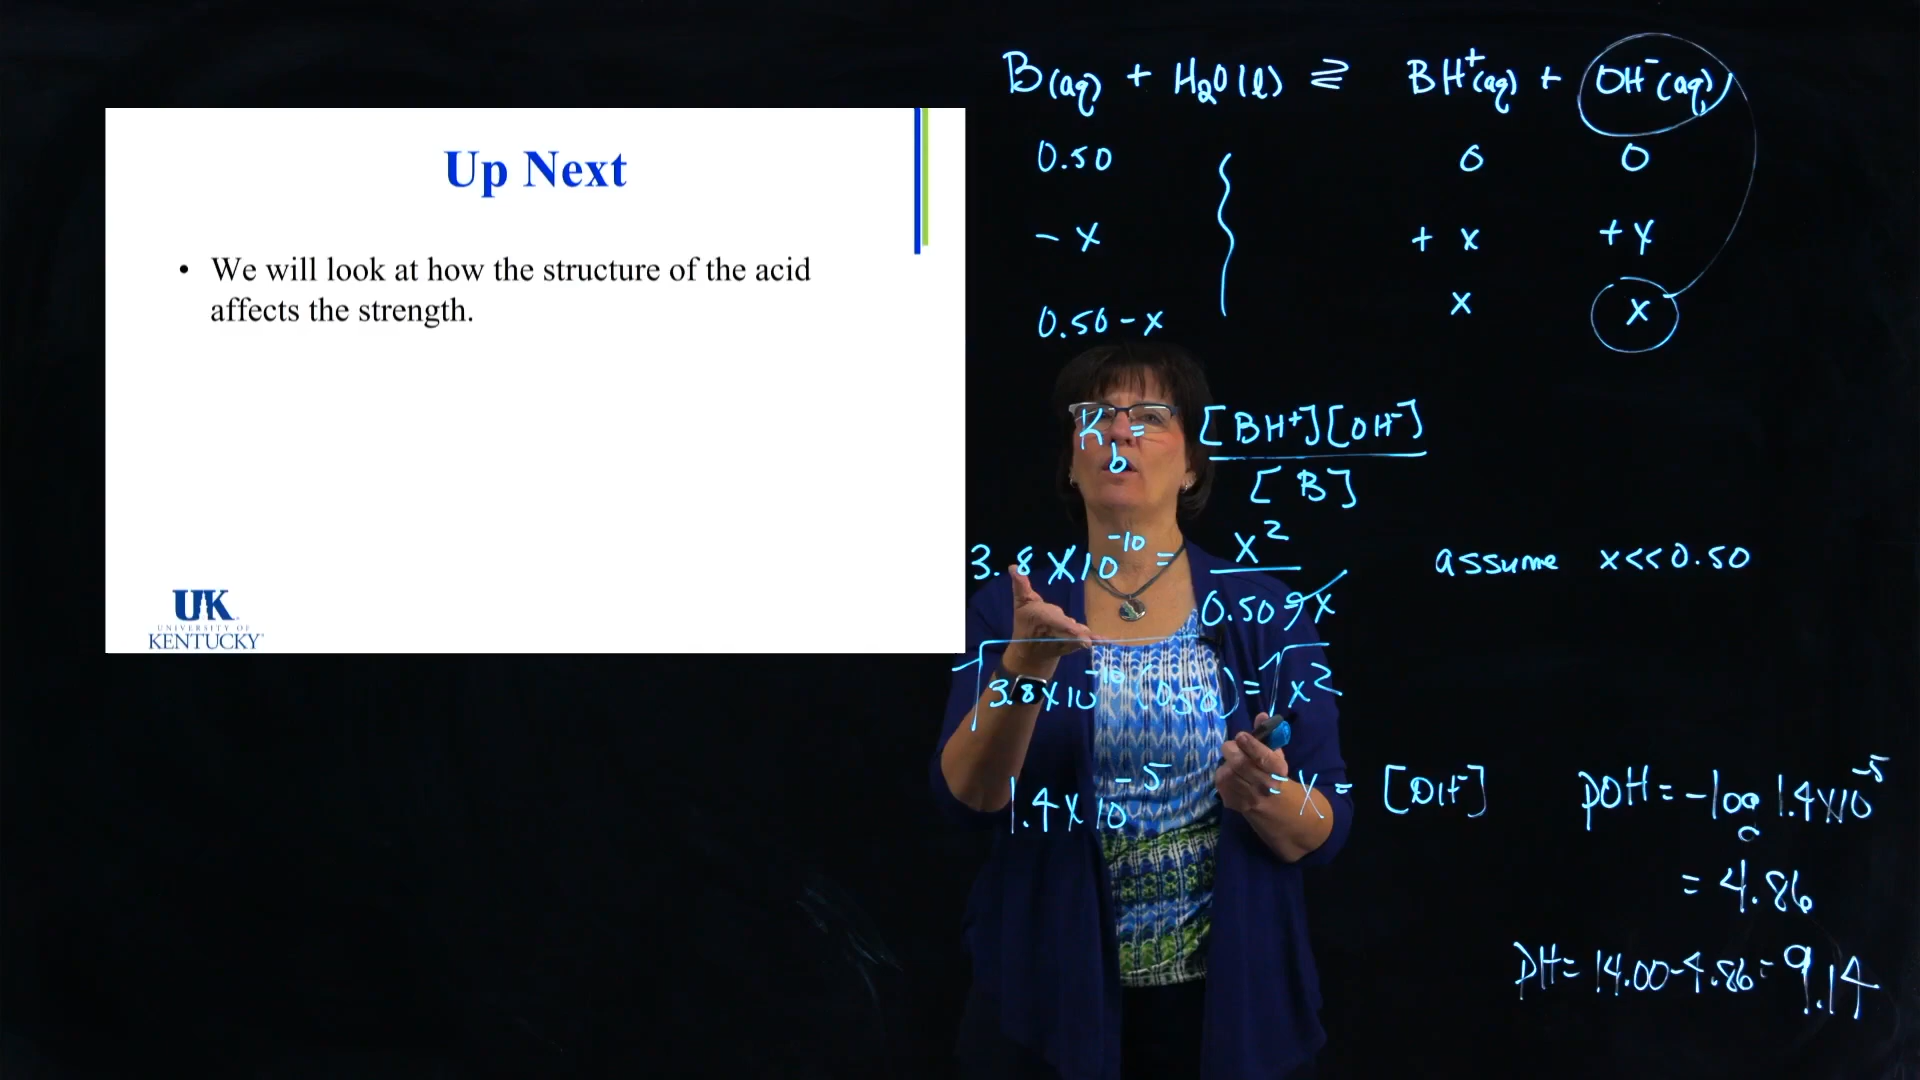 Up Next
• We will look at how the structure of the acid
affects the strength.
UK
UNIVERSITY OF
KENTUCKY
B(aq) + H₂O(l) ⇌ BH⁺(aq) + OH⁻(aq)
0.50 0 0
- x + x + x
0.50 - x x x
K_b = [BH⁺][OH⁻] / [B]
3.8 x 10⁻¹⁰ = x² / 0.50 - x assume x << 0.50
√3.8 x 10⁻¹⁰ (0.50) = √x²
1.4 x 10⁻⁵ = x = [OH⁻] pOH = -log 1.4 x 10⁻⁵
= 4.86
pH = 14.00 - 4.86 = 9.14